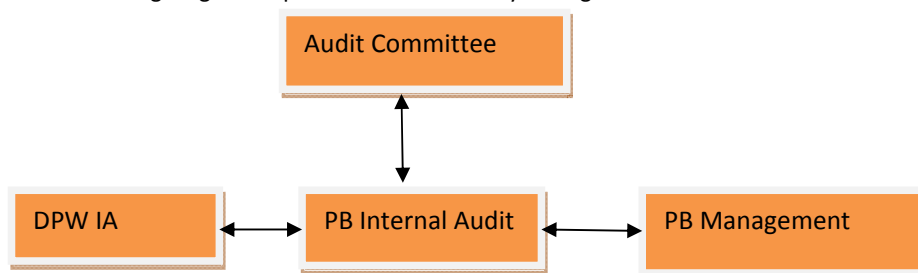 Audit Committee
DPW IA
PB Internal Audit
PB Management